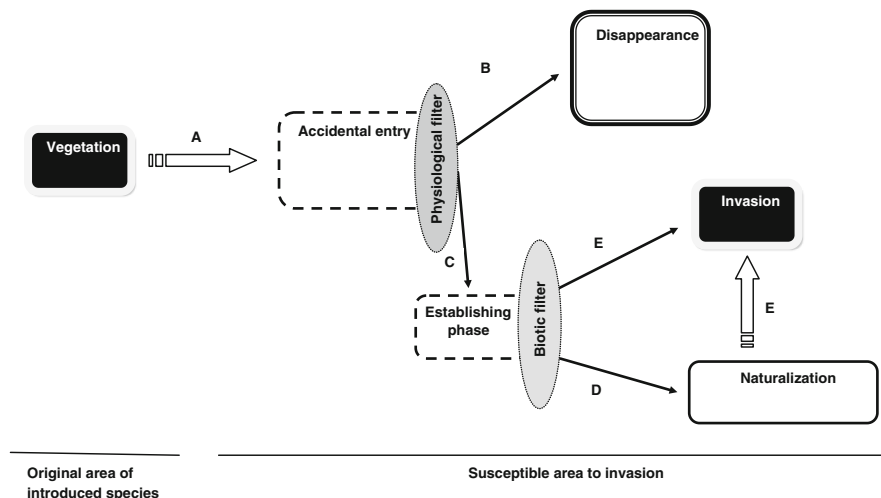 Disappearance
B
A
Accidental entry
Vegetation
Physiological filter
Invasion
C
E
Establishing
phase
Biotic filter
E
Naturalization
D
Original area of
introduced species
Susceptible area to invasion